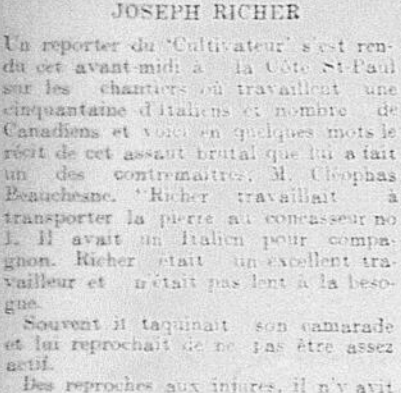 JOSEPH RICHER
Un reporter du 'Cultivateur' s'est ren-
du cet avant-midi à la Côte St-Paul
sur les chantiers où travaillent une
cinquantaine d'Italiens et nombre de
Canadiens et voici en quelques mots le
récit de cet assaut brutal que lui a fait
un des contremaîtres, M. Cléophas
Beauchesne. "Richer travaillait à
transporter la pierre au concasseur no
1. Il avait un Italien pour compa-
gnon. Richer était un excellent tra-
vailleur et n'était pas lent à la beso-
gne.
Souvent il taquinait son camarade
et lui reprochait de ne pas être assez
actif.
Des reproches aux injures, il n'y avit